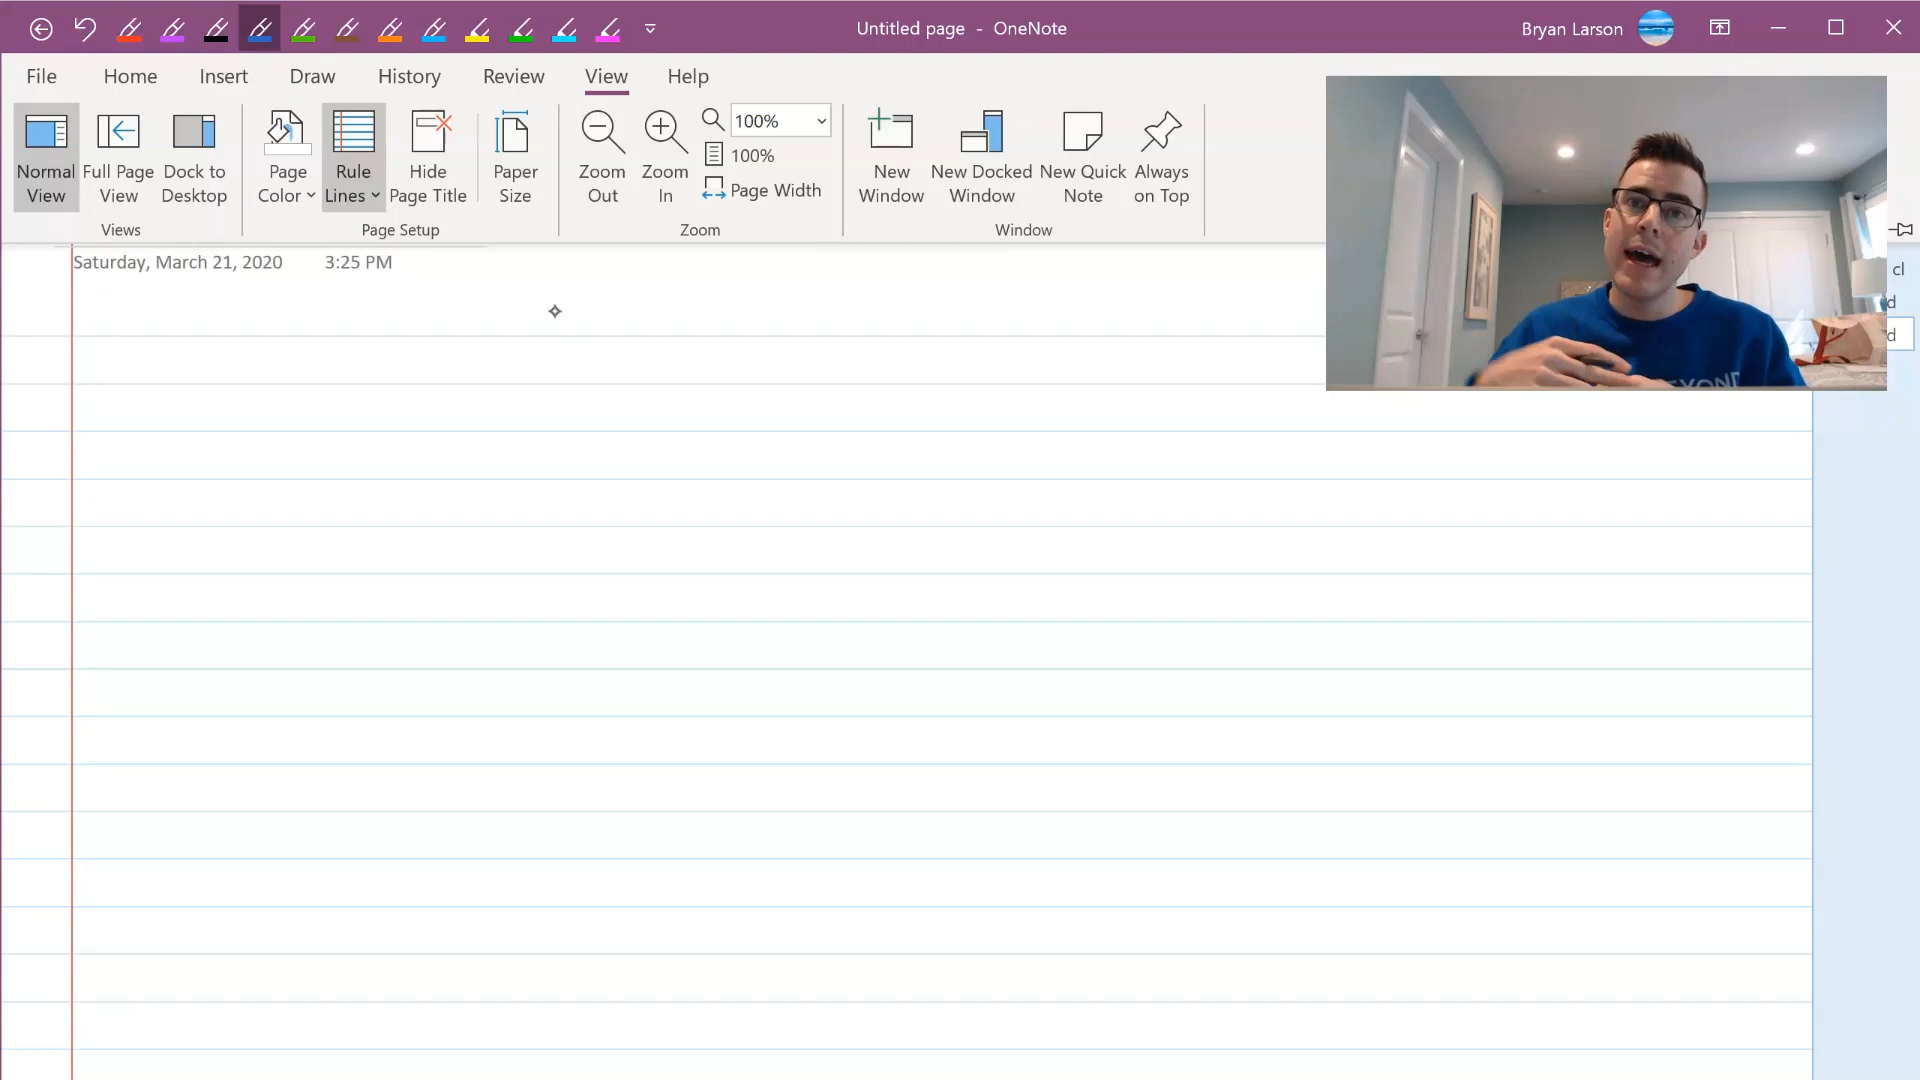 Untitled page - OneNote
Bryan Larson
File Home Insert Draw History Review View Help
Normal View
Full Page View
Dock to Desktop
Views
Page Color
Rule Lines
Hide Page Title
Paper Size
Page Setup
Zoom Out
Zoom In
100%
100%
Page Width
Zoom
New Window
New Docked Window
New Quick Note
Always on Top
Window
Saturday, March 21, 2020 3:25 PM
cl
d
d